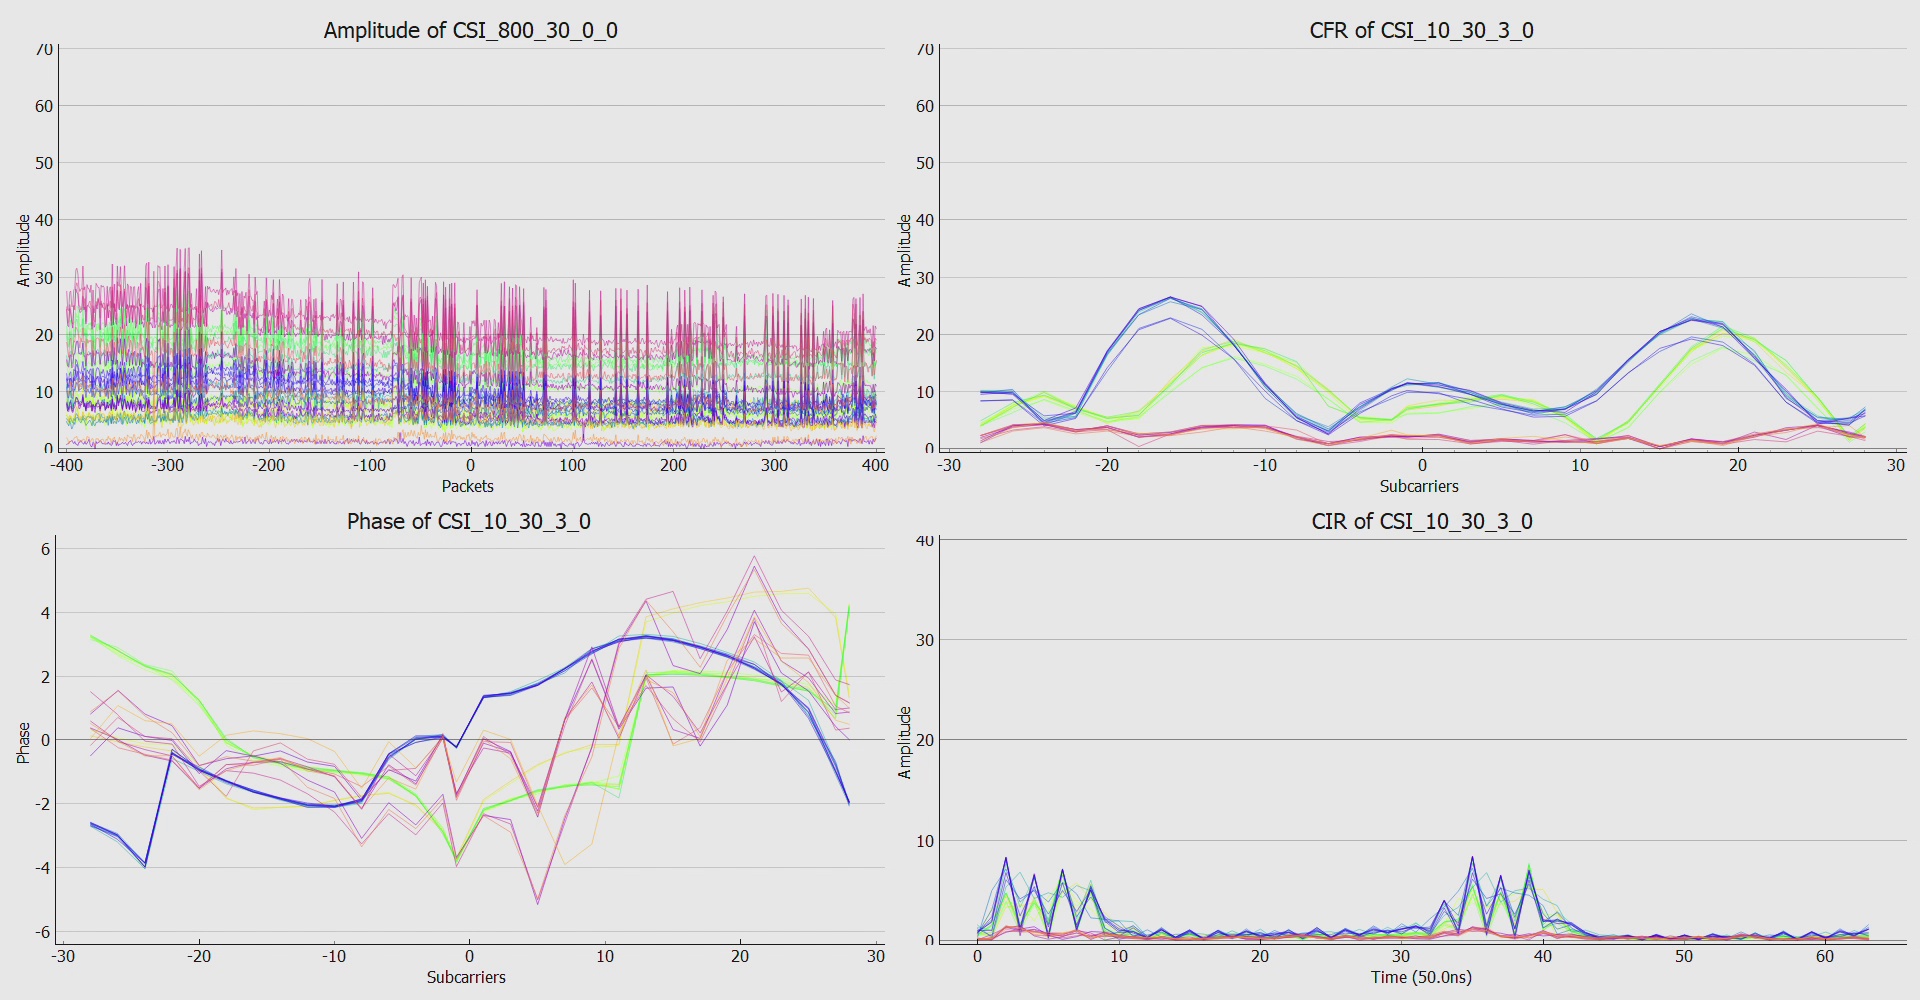 Amplitude of CSI_800_30_0_0
70
60
50
40
30
20
10
0
Amplitude
-400 -300 -200 -100 0 100 200 300 400
Packets
CFR of CSI_10_30_3_0
70
60
50
40
30
20
10
0
Amplitude
-30 -20 -10 0 10 20 30
Subcarriers
Phase of CSI_10_30_3_0
6
4
2
0
-2
-4
-6
Phase
-30 -20 -10 0 10 20 30
Subcarriers
CIR of CSI_10_30_3_0
40
30
20
10
0
Amplitude
0 10 20 30 40 50 60
Time (50.0ns)